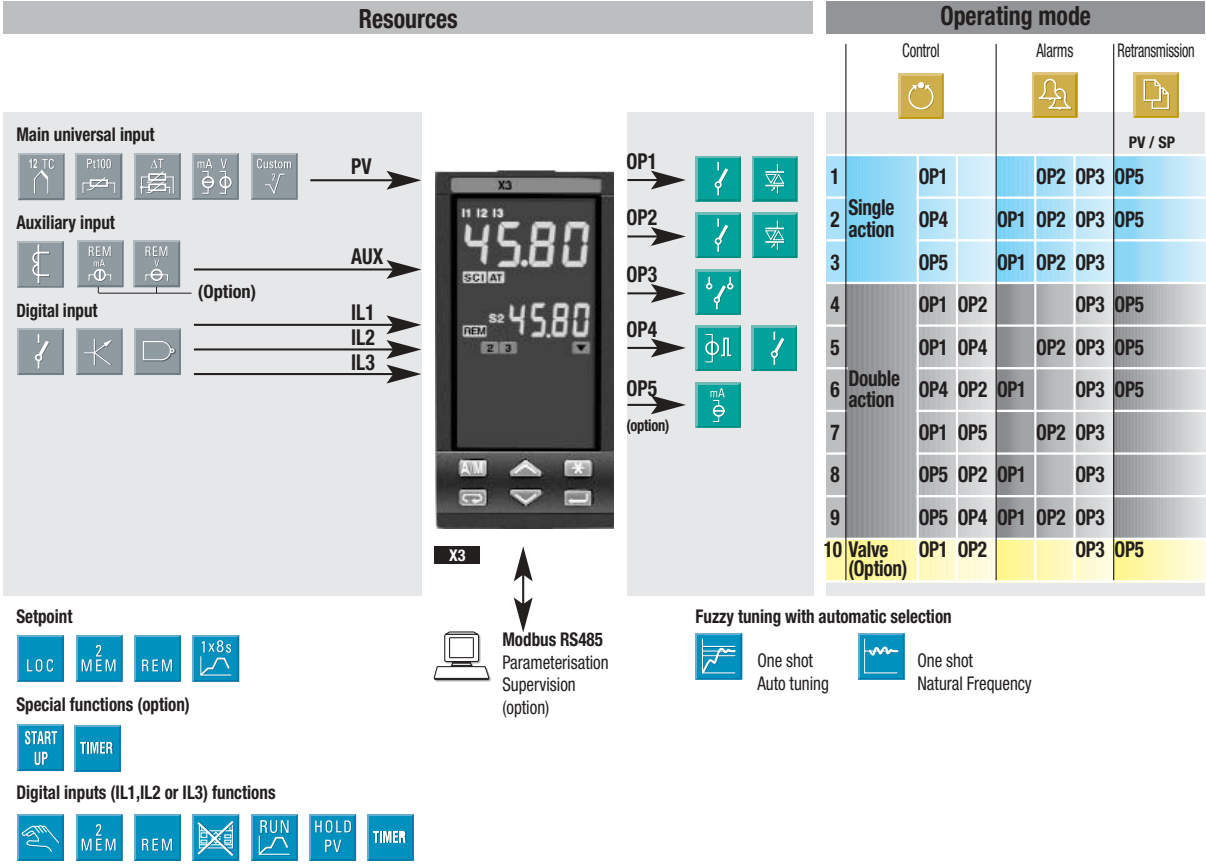 Resources
Operating mode
Control
Alarms
Retransmission
PV / SP
Main universal input
12 TC
Pt100
ΔT
mA V
Custom
2√
PV
Auxiliary input
REM
mA
REM
V
AUX
(Option)
Digital input
IL1
IL2
IL3
X3
I1 I2 I3
45.80
SCI AT
S2 45.80
REM
2 3
A/M
*
X3
OP1
OP2
OP3
OP4
OP5
mA
(option)
1 OP1 OP2 OP3 OP5
2 Single action OP4 OP1 OP2 OP3 OP5
3 OP5 OP1 OP2 OP3
4 OP1 OP2 OP3 OP5
5 OP1 OP4 OP2 OP3 OP5
6 Double action OP4 OP2 OP1 OP3 OP5
7 OP1 OP5 OP2 OP3
8 OP5 OP2 OP1 OP3
9 OP5 OP4 OP1 OP2 OP3
10 Valve (Option) OP1 OP2 OP3 OP5
Setpoint
LOC
2
MEM
REM
1x8s
Modbus RS485
Parameterisation
Supervision
(option)
Fuzzy tuning with automatic selection
One shot
Auto tuning
One shot
Natural Frequency
Special functions (option)
START
UP
TIMER
Digital inputs (IL1,IL2 or IL3) functions
2
MEM
REM
RUN
HOLD
PV
TIMER